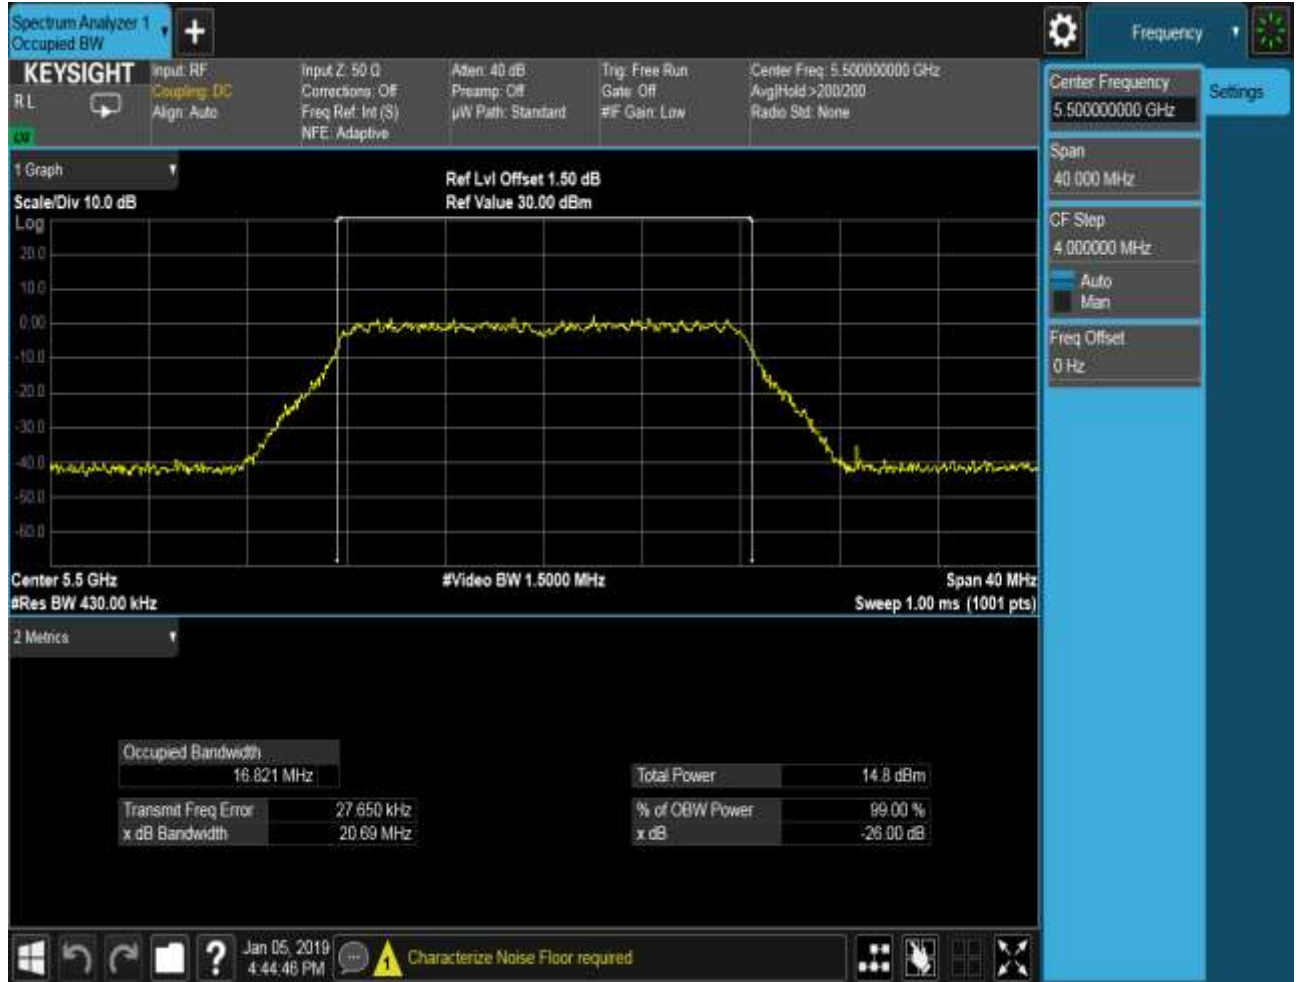 Spectrum Analyzer 1
Occupied BW
Frequency
KEYSIGHT
R L
Input: RF
Coupling: DC
Align: Auto
Input Z: 50 Ω
Corrections: Off
Freq Ref: Int (S)
NFE: Adaptive
Atten: 40 dB
Preamp: Off
µW Path: Standard
Trig: Free Run
Gate: Off
#IF Gain: Low
Center Freq: 5.500000000 GHz
Avg|Hold:>200/200
Radio Std: None
Center Frequency
5.500000000 GHz
Settings
Span
40.000 MHz
CF Step
4.000000 MHz
Auto
Man
Freq Offset
0 Hz
1 Graph
Scale/Div 10.0 dB
Ref Lvl Offset 1.50 dB
Ref Value 30.00 dBm
Log
20.0
10.0
0.00
-10.0
-20.0
-30.0
-40.0
-50.0
-60.0
Center 5.5 GHz
#Video BW 1.5000 MHz
Span 40 MHz
#Res BW 430.00 kHz
Sweep 1.00 ms (1001 pts)
2 Metrics
Occupied Bandwidth
16.821 MHz
Transmit Freq Error 27.650 kHz
x dB Bandwidth 20.69 MHz
Total Power 14.8 dBm
% of OBW Power 99.00 %
x dB -26.00 dB
?
Jan 05, 2019
4:44:46 PM
1
Characterize Noise Floor required